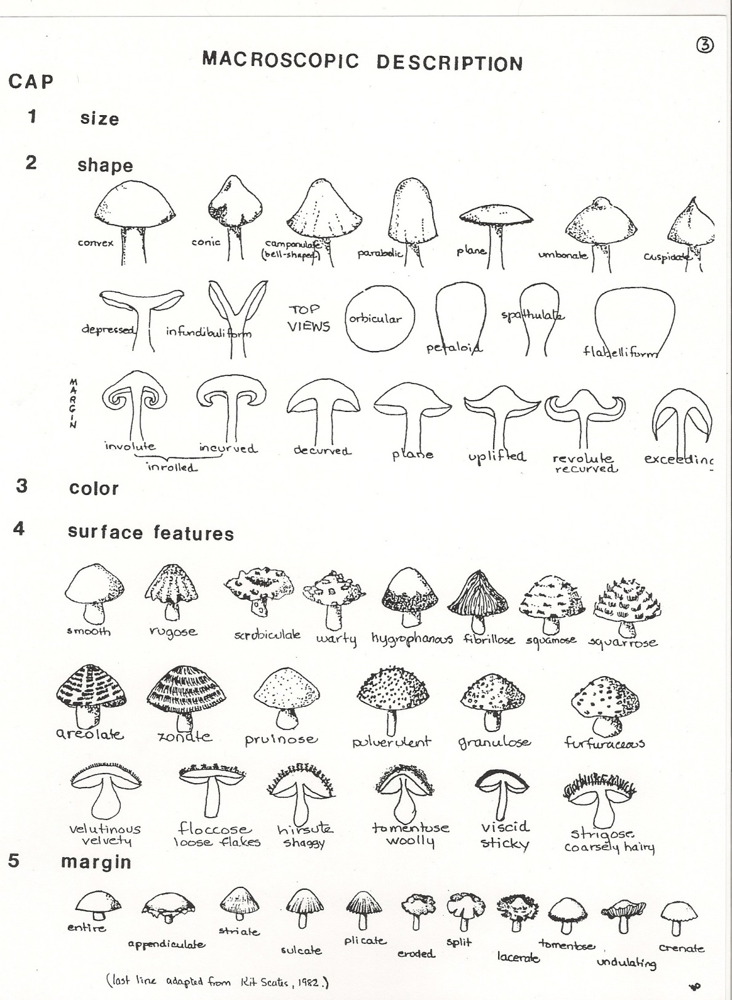 ③
MACROSCOPIC DESCRIPTION
CAP
1 size
2 shape
convex conic campanulate (bell-shaped) parabolic plane umbonate cuspidate
depressed infundibuliform TOP VIEWS orbicular petaloid spathulate flabelliform
MARGIN
involute incurved decurved plane uplifted revolute recurved exceeding
inrolled
3 color
4 surface features
smooth rugose scrobiculate warty hygrophanous fibrillose squamose squarrose
areolate zonate pruinose pulverulent granulose furfuraceous
velutinous floccose hirsute tomentose viscid strigose
velvety loose flakes shaggy woolly sticky coarsely hairy
5 margin
entire appendiculate striate sulcate plicate eroded split lacerate tomentose undulating crenate
(last line adapted from Kit Scates, 1982.)